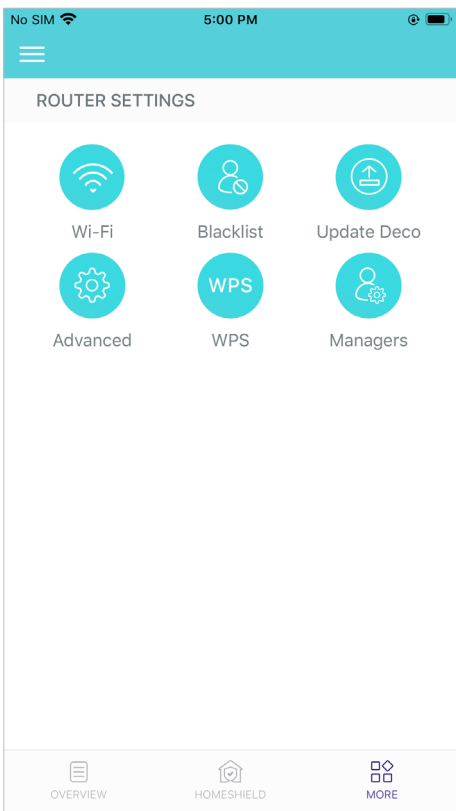 No SIM 5:00 PM
ROUTER SETTINGS
Wi-Fi Blacklist Update Deco
WPS
Advanced WPS Managers
OVERVIEW HOMESHIELD MORE